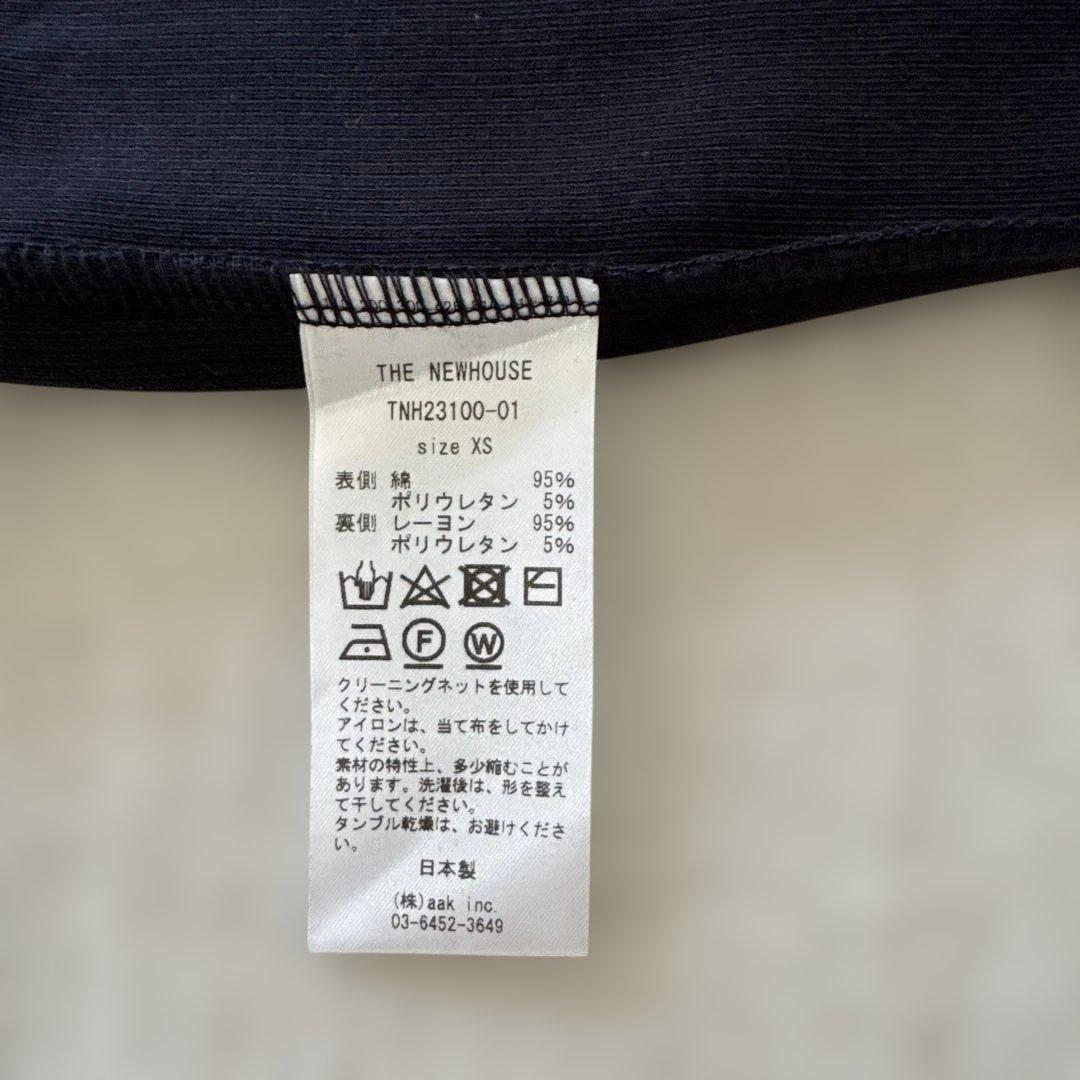 THE NEWHOUSE
TNH23100-01
size XS
表側 綿 95%
ポリウレタン 5%
裏側 レーヨン 95%
ポリウレタン 5%
F W
クリーニングネットを使用して
ください。
アイロンは、当て布をしてかけ
てください。
素材の特性上、多少縮むことが
あります。洗濯後は、形を整え
て干してください。
タンブル乾燥は、お避けくださ
い。
日本製
(株)aak inc.
03-6452-3649